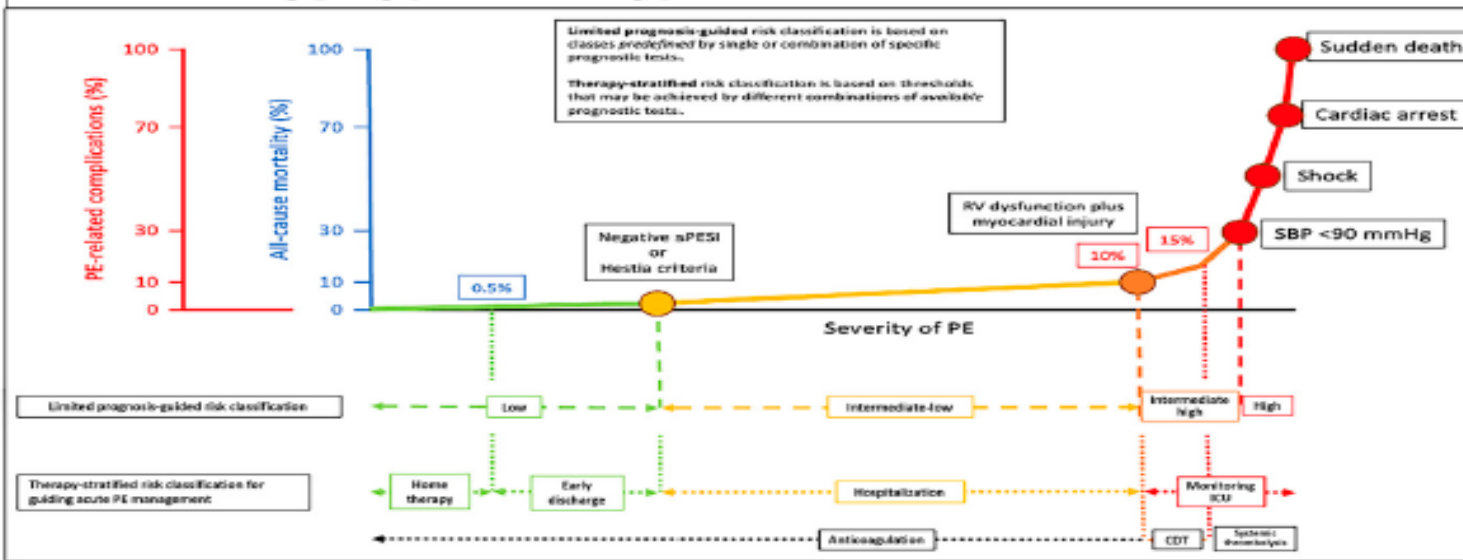 Limited prognosis-guided risk classification is based on
classes predefined by single or combination of specific
prognostic tests.
Therapy-stratified risk classification is based on thresholds
that may be achieved by different combinations of available
prognostic tests.
PE-related complications (%)
100
70
30
10
0
All-cause mortality (%)
100
70
30
10
0
0.5%
Negative sPESI
or
Hestia criteria
RV dysfunction plus
myocardial injury
10%
15%
Sudden death
Cardiac arrest
Shock
SBP <90 mmHg
Severity of PE
Limited prognosis-guided risk classification
Low
Intermediate-low
Intermediate
high
High
Therapy-stratified risk classification for
guiding acute PE management
Home
therapy
Early
discharge
Hospitalization
Monitoring
ICU
Anticoagulation
CDT
Systemic
thrombolysis